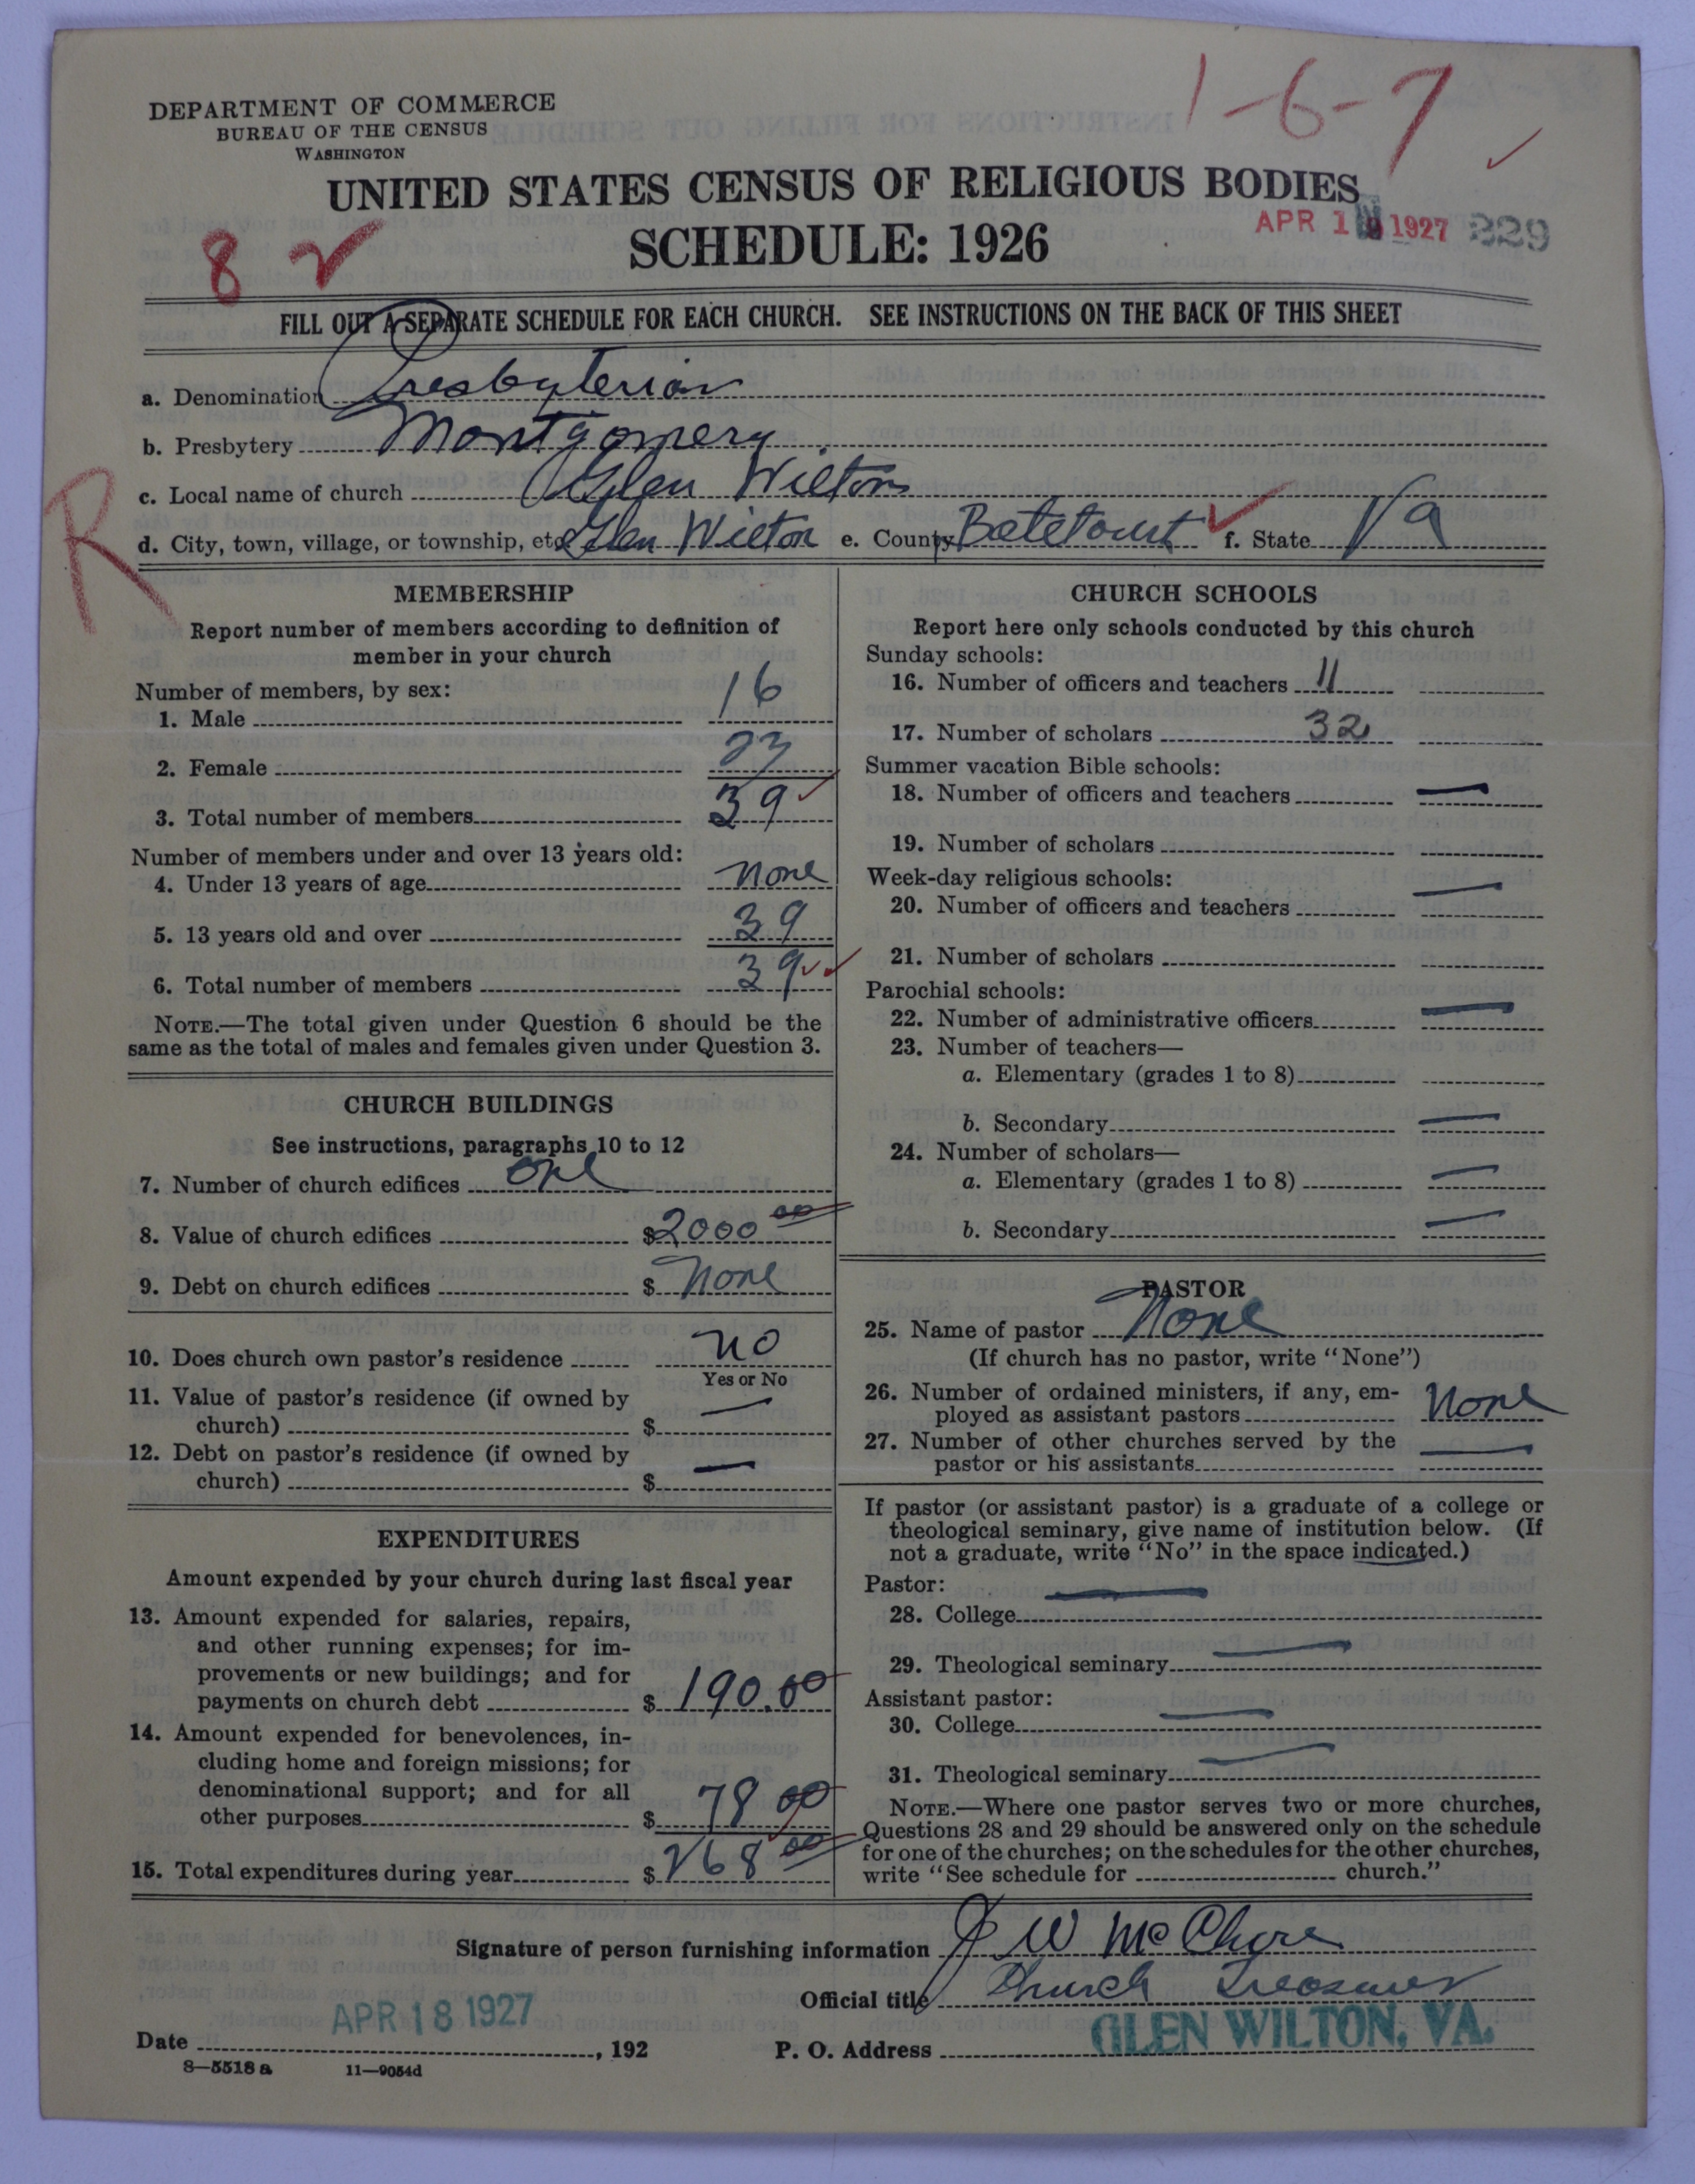 DEPARTMENT OF COMMERCE
BUREAU OF THE CENSUS
WASHINGTON
1-6-7
UNITED STATES CENSUS OF RELIGIOUS BODIES
SCHEDULE: 1926
APR 19 1927 229
8
FILL OUT A SEPARATE SCHEDULE FOR EACH CHURCH. SEE INSTRUCTIONS ON THE BACK OF THIS SHEET
a. Denomination Presbyterian
b. Presbytery Montgomery
c. Local name of church Glen Wilton
R
d. City, town, village, or township, etc. Glen Wilton e. County Botetourt f. State Va
MEMBERSHIP
Report number of members according to definition of
member in your church
Number of members, by sex:
1. Male 16
2. Female 23
3. Total number of members 39
Number of members under and over 13 years old:
4. Under 13 years of age none
5. 13 years old and over 39
6. Total number of members 39
NOTE.—The total given under Question 6 should be the
same as the total of males and females given under Question 3.
CHURCH BUILDINGS
See instructions, paragraphs 10 to 12
7. Number of church edifices one
8. Value of church edifices $2000 00
9. Debt on church edifices $ none
10. Does church own pastor's residence no
Yes or No
11. Value of pastor's residence (if owned by
church) $ —
12. Debt on pastor's residence (if owned by
church) $ —
EXPENDITURES
Amount expended by your church during last fiscal year
13. Amount expended for salaries, repairs,
and other running expenses; for im-
provements or new buildings; and for
payments on church debt $ 190.00
14. Amount expended for benevolences, in-
cluding home and foreign missions; for
denominational support; and for all
other purposes $ 78 00
15. Total expenditures during year $ 268 00
CHURCH SCHOOLS
Report here only schools conducted by this church
Sunday schools:
16. Number of officers and teachers 11
17. Number of scholars 32
Summer vacation Bible schools:
18. Number of officers and teachers —
19. Number of scholars
Week-day religious schools:
20. Number of officers and teachers —
21. Number of scholars
Parochial schools:
22. Number of administrative officers —
23. Number of teachers—
a. Elementary (grades 1 to 8)
b. Secondary —
24. Number of scholars—
a. Elementary (grades 1 to 8) —
b. Secondary —
PASTOR
25. Name of pastor None
(If church has no pastor, write "None")
26. Number of ordained ministers, if any, em-
ployed as assistant pastors None
27. Number of other churches served by the
pastor or his assistants —
If pastor (or assistant pastor) is a graduate of a college or
theological seminary, give name of institution below. (If
not a graduate, write "No" in the space indicated.)
Pastor:
28. College —
29. Theological seminary —
Assistant pastor:
30. College —
31. Theological seminary —
NOTE.—Where one pastor serves two or more churches,
Questions 28 and 29 should be answered only on the schedule
for one of the churches; on the schedules for the other churches,
write "See schedule for church."
Signature of person furnishing information J W McClure
Official title Church Treasurer
Date APR 18 1927, 192 P. O. Address GLEN WILTON, VA.
8—5518 a 11—9054d